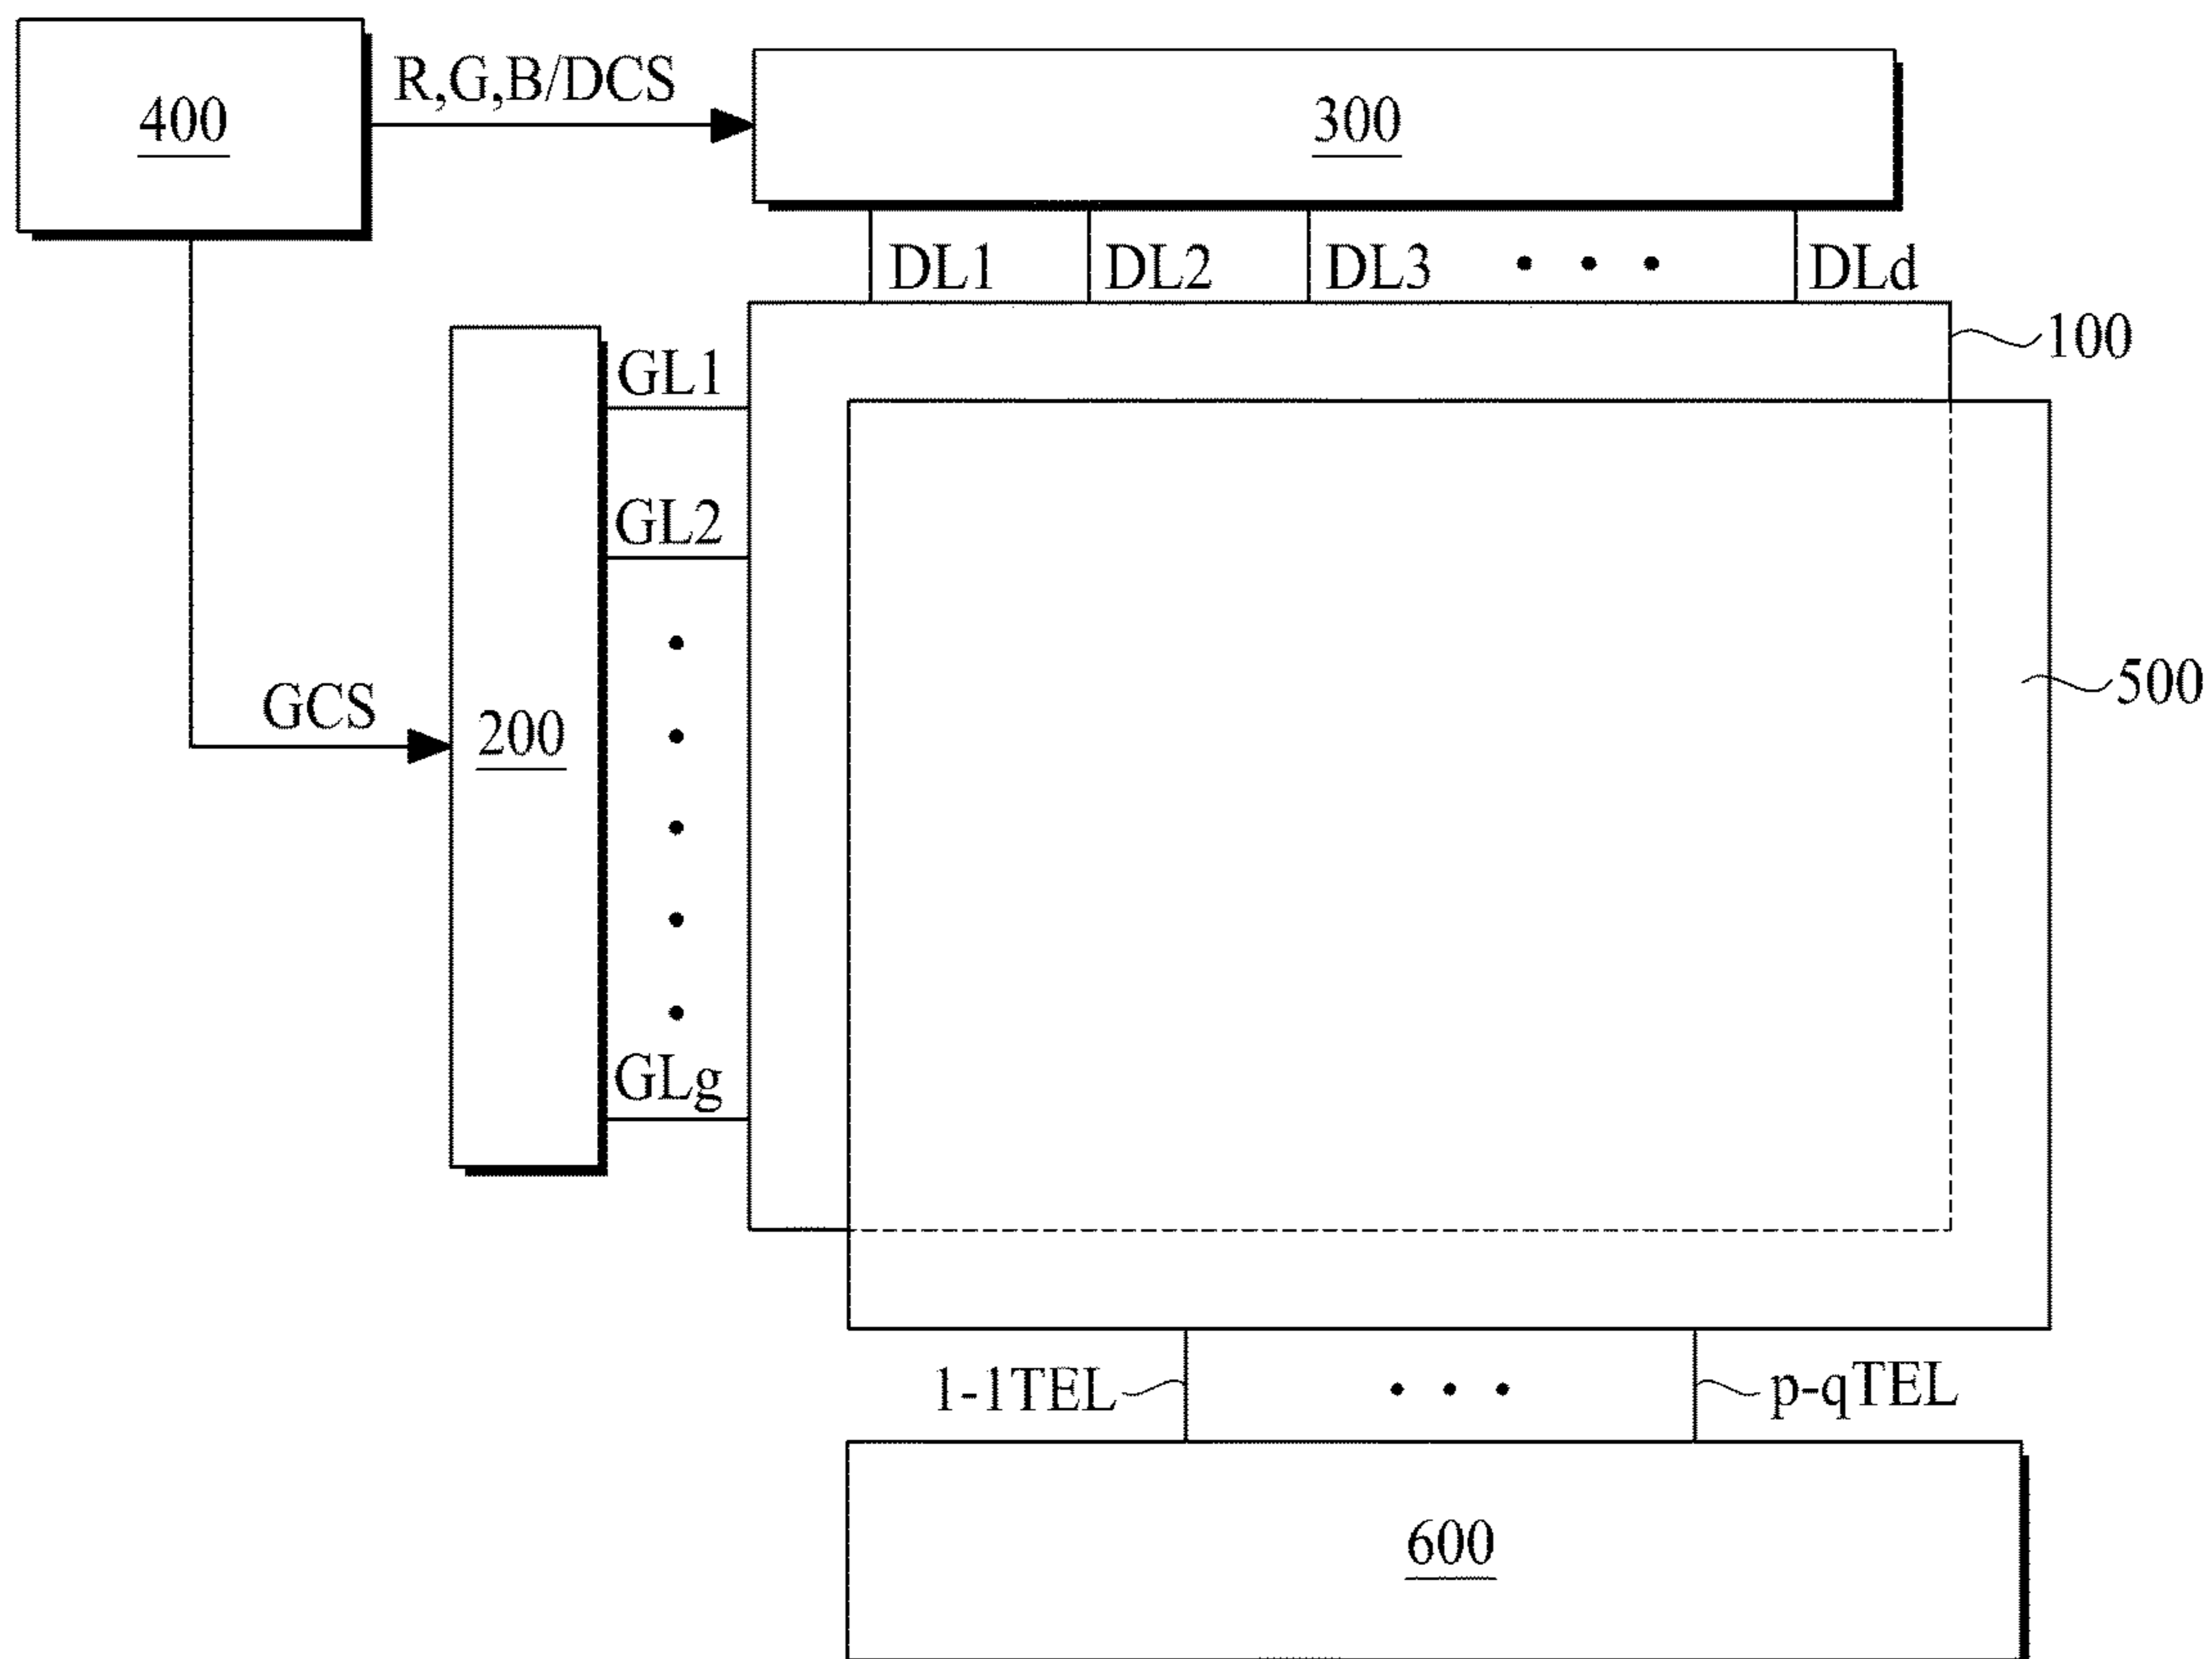 400
R,G,B/DCS
300
DL1 DL2 DL3 • • • DLd
100
GL1
GL2
500
GCS
200
GLg
1-1TEL • • • p-qTEL
600